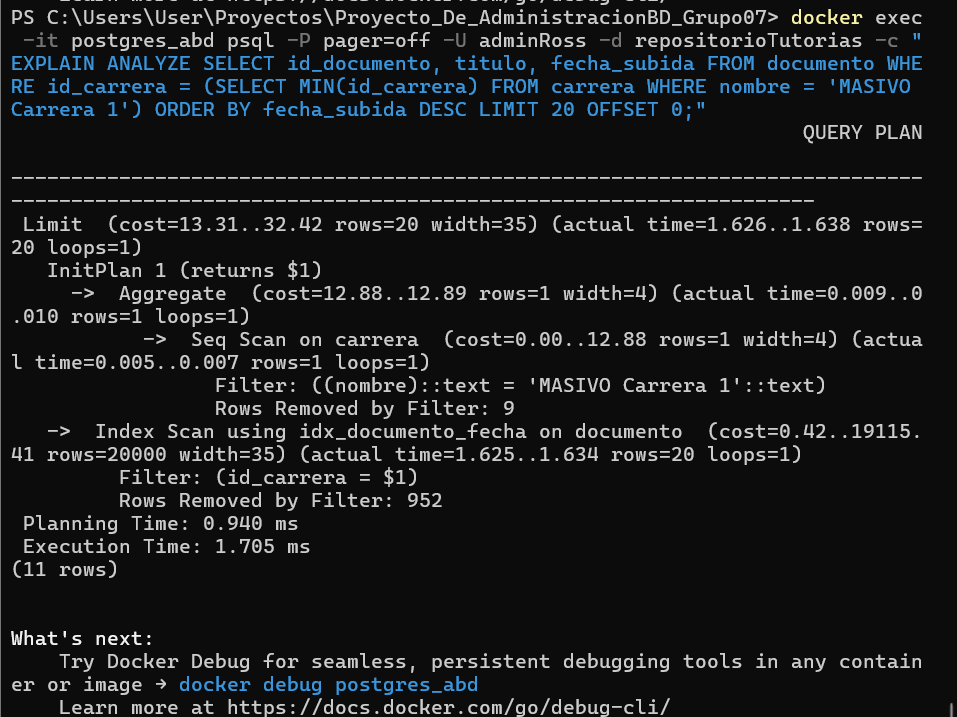 PS C:\Users\User\Proyectos\Proyecto_De_AdministracionBD_Grupo07> docker exec
 -it postgres_abd psql -P pager=off -U adminRoss -d repositorioTutorias -c "
EXPLAIN ANALYZE SELECT id_documento, titulo, fecha_subida FROM documento WHE
RE id_carrera = (SELECT MIN(id_carrera) FROM carrera WHERE nombre = 'MASIVO 
Carrera 1') ORDER BY fecha_subida DESC LIMIT 20 OFFSET 0;"
                                                                  QUERY PLAN
----------------------------------------------------------------------------
-------------------------------------------------------------------
 Limit  (cost=13.31..32.42 rows=20 width=35) (actual time=1.626..1.638 rows=
20 loops=1)
   InitPlan 1 (returns $1)
     ->  Aggregate  (cost=12.88..12.89 rows=1 width=4) (actual time=0.009..0
.010 rows=1 loops=1)
           ->  Seq Scan on carrera  (cost=0.00..12.88 rows=1 width=4) (actua
l time=0.005..0.007 rows=1 loops=1)
                 Filter: ((nombre)::text = 'MASIVO Carrera 1'::text)
                 Rows Removed by Filter: 9
   ->  Index Scan using idx_documento_fecha on documento  (cost=0.42..19115.
41 rows=20000 width=35) (actual time=1.625..1.634 rows=20 loops=1)
         Filter: (id_carrera = $1)
         Rows Removed by Filter: 952
 Planning Time: 0.940 ms
 Execution Time: 1.705 ms
(11 rows)
What's next:
    Try Docker Debug for seamless, persistent debugging tools in any contain
er or image → docker debug postgres_abd
    Learn more at https://docs.docker.com/go/debug-cli/